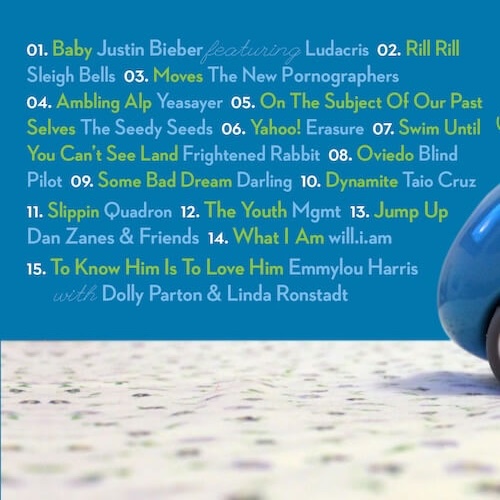 01. Baby Justin Bieber featuring Ludacris 02. Rill Rill
Sleigh Bells 03. Moves The New Pornographers
04. Ambling Alp Yeasayer 05. On The Subject Of Our Past
Selves The Seedy Seeds 06. Yahoo! Erasure 07. Swim Until
You Can't See Land Frightened Rabbit 08. Oviedo Blind
Pilot 09. Some Bad Dream Darling 10. Dynamite Taio Cruz
11. Slippin Quadron 12. The Youth Mgmt 13. Jump Up
Dan Zanes & Friends 14. What I Am will.i.am
15. To Know Him Is To Love Him Emmylou Harris
with Dolly Parton & Linda Ronstadt